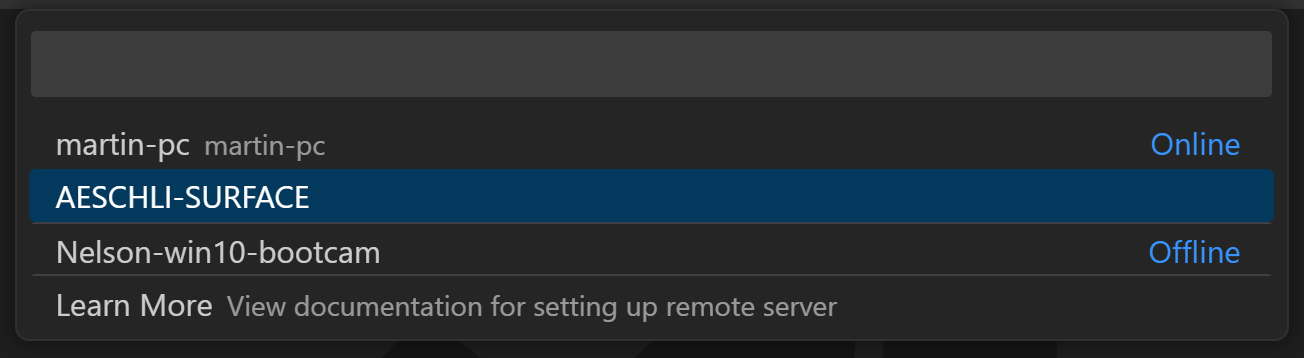 martin-pc martin-pc Online
AESCHLI-SURFACE
Nelson-win10-bootcam Offline
Learn More View documentation for setting up remote server